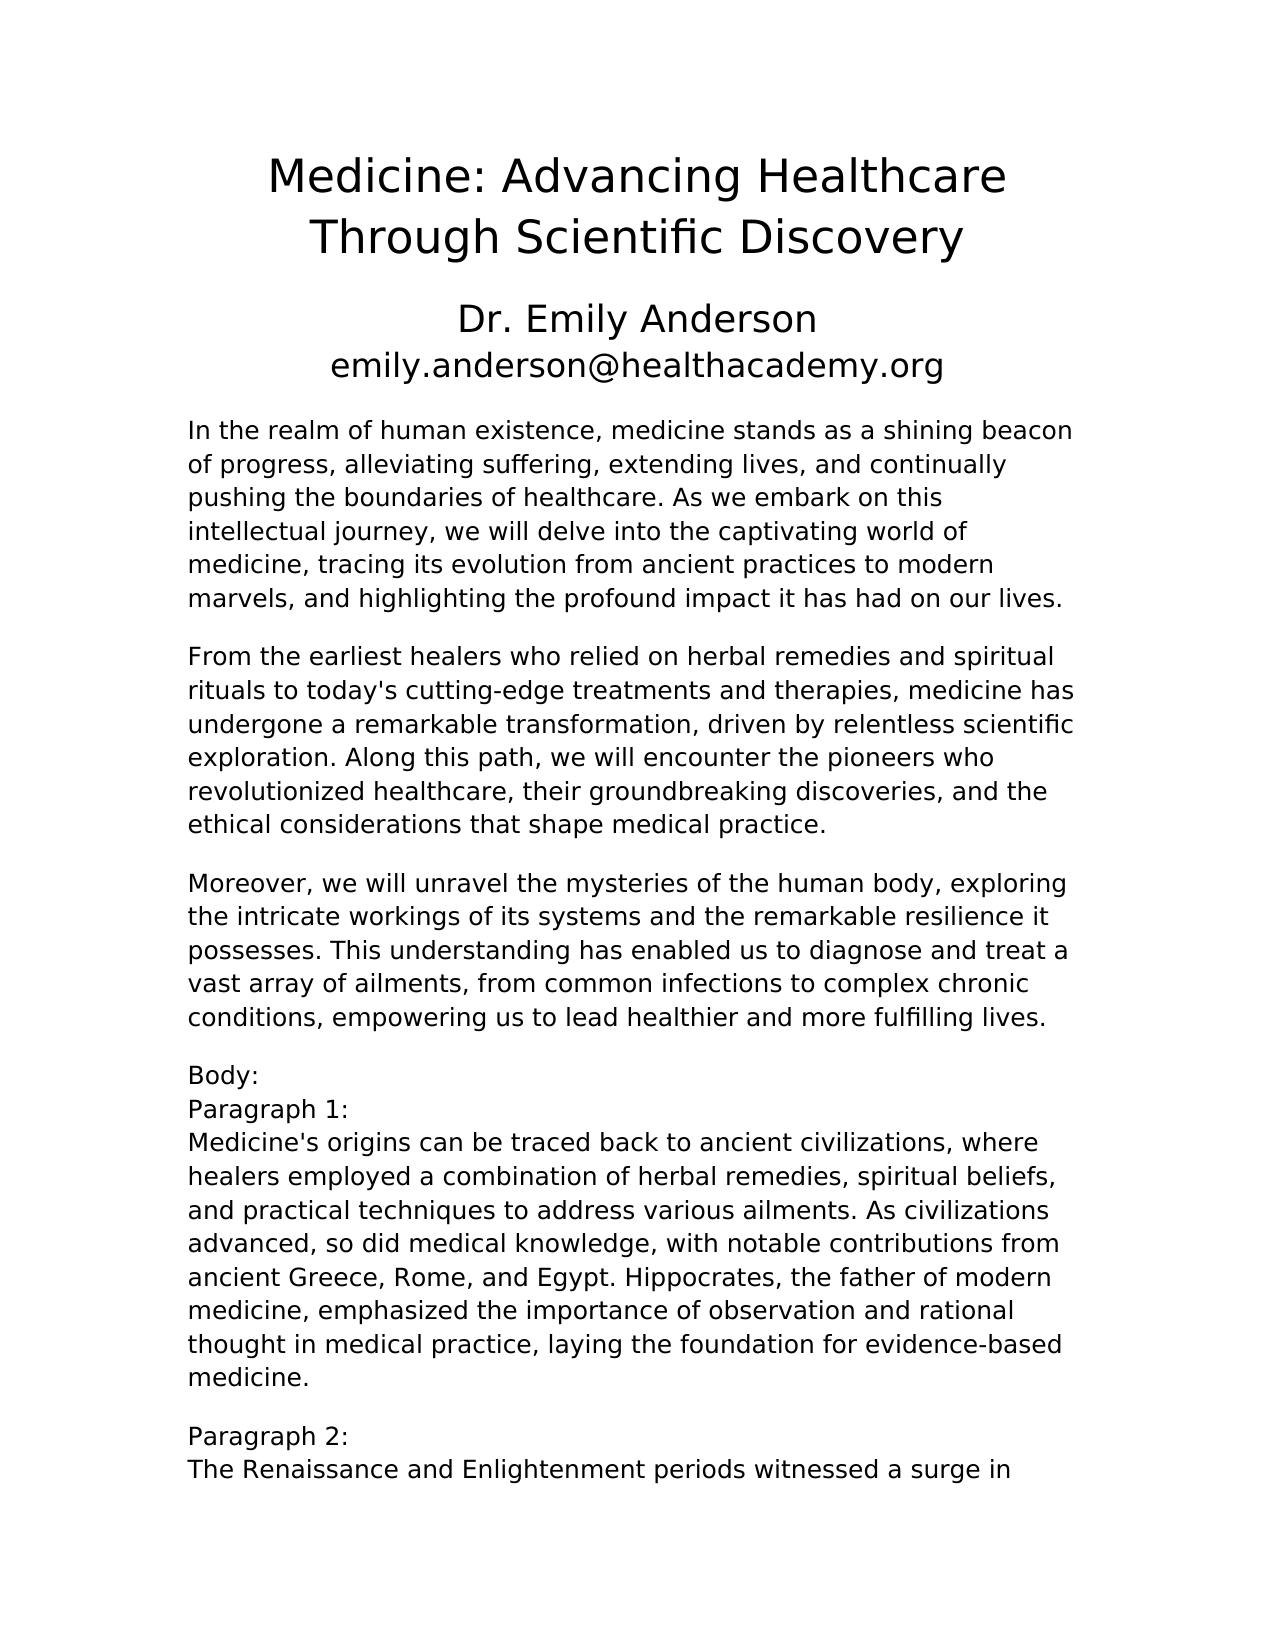 Medicine: Advancing Healthcare
Through Scientific Discovery
Dr. Emily Anderson
emily.anderson@healthacademy.org
In the realm of human existence, medicine stands as a shining beacon
of progress, alleviating suffering, extending lives, and continually
pushing the boundaries of healthcare. As we embark on this
intellectual journey, we will delve into the captivating world of
medicine, tracing its evolution from ancient practices to modern
marvels, and highlighting the profound impact it has had on our lives.
From the earliest healers who relied on herbal remedies and spiritual
rituals to today's cutting-edge treatments and therapies, medicine has
undergone a remarkable transformation, driven by relentless scientific
exploration. Along this path, we will encounter the pioneers who
revolutionized healthcare, their groundbreaking discoveries, and the
ethical considerations that shape medical practice.
Moreover, we will unravel the mysteries of the human body, exploring
the intricate workings of its systems and the remarkable resilience it
possesses. This understanding has enabled us to diagnose and treat a
vast array of ailments, from common infections to complex chronic
conditions, empowering us to lead healthier and more fulfilling lives.
Body:
Paragraph 1:
Medicine's origins can be traced back to ancient civilizations, where
healers employed a combination of herbal remedies, spiritual beliefs,
and practical techniques to address various ailments. As civilizations
advanced, so did medical knowledge, with notable contributions from
ancient Greece, Rome, and Egypt. Hippocrates, the father of modern
medicine, emphasized the importance of observation and rational
thought in medical practice, laying the foundation for evidence-based
medicine.
Paragraph 2:
The Renaissance and Enlightenment periods witnessed a surge in